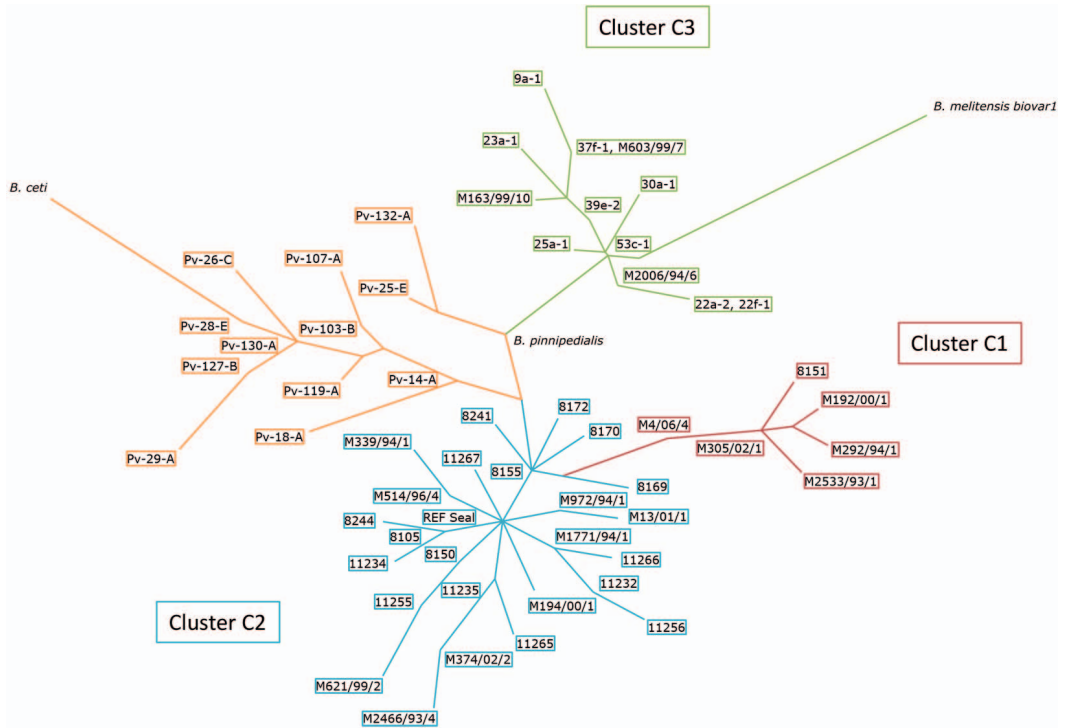 Cluster C3
9a-1
B. melitensis biovar1
23a-1
37f-1, M603/99/7
30a-1
B. ceti
M163/99/10
39e-2
Pv-132-A
25a-1
53c-1
Pv-26-C
Pv-107-A
M2006/94/6
Pv-25-E
22a-2, 22f-1
Pv-28-E
Pv-103-B
B. pinnipedialis
Pv-130-A
Cluster C1
Pv-127-B
Pv-119-A
Pv-14-A
8151
M192/00/1
8241
8172
M4/06/4
Pv-18-A
8170
M339/94/1
M305/02/1
M292/94/1
Pv-29-A
11267
8155
M2533/93/1
8169
M514/96/4
M972/94/1
REF Seal
M13/01/1
8244
8105
M1771/94/1
8150
11266
11234
11232
11235
11255
M194/00/1
Cluster C2
11256
11265
M374/02/2
M621/99/2
M2466/93/4